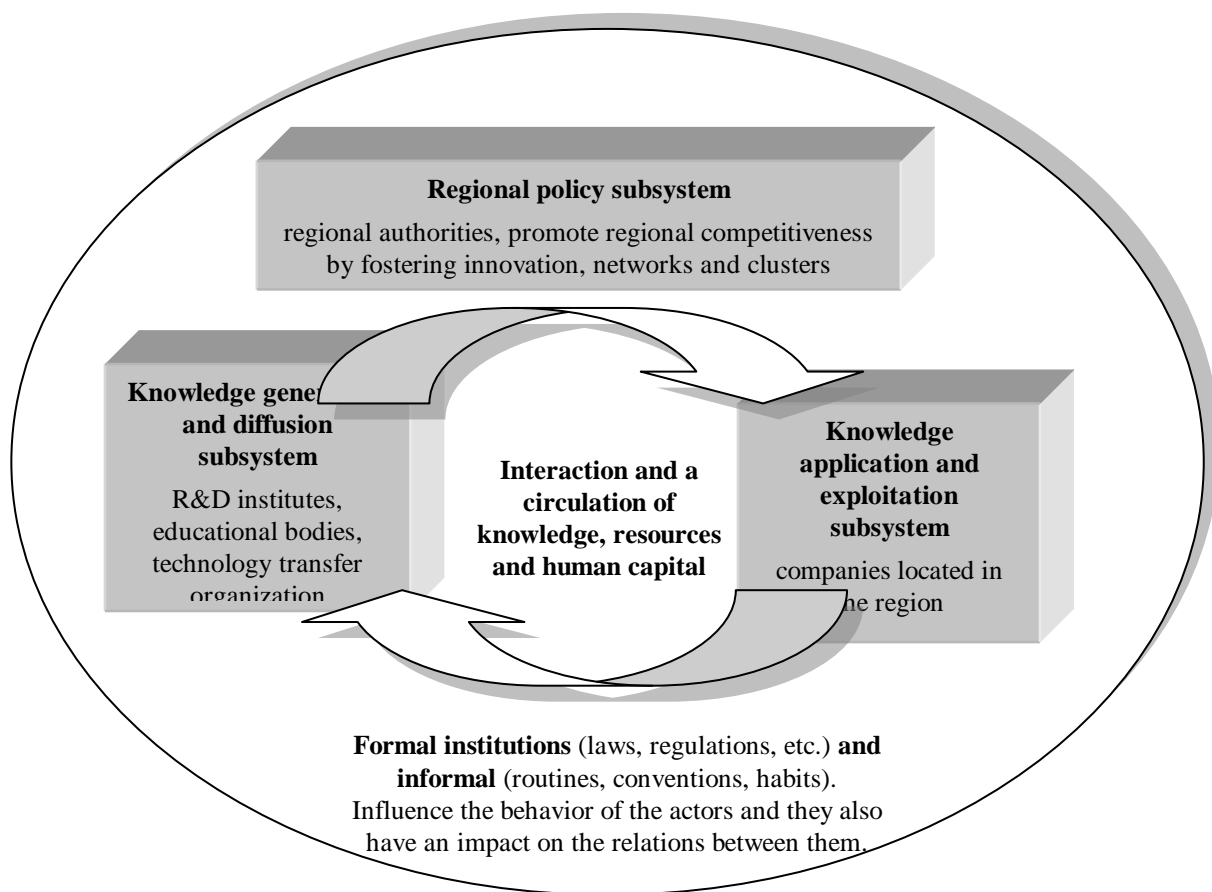 Regional policy subsystem
regional authorities, promote regional competitiveness
by fostering innovation, networks and clusters
Knowledge gener
and diffusion
subsystem
R&D institutes,
educational bodies,
technology transfer
organization
Interaction and a
circulation of
knowledge, resources
and human capital
Knowledge
application and
exploitation
subsystem
companies located in
region
Formal institutions (laws, regulations, etc.) and
informal (routines, conventions, habits).
Influence the behavior of the actors and they also
have an impact on the relations between them.